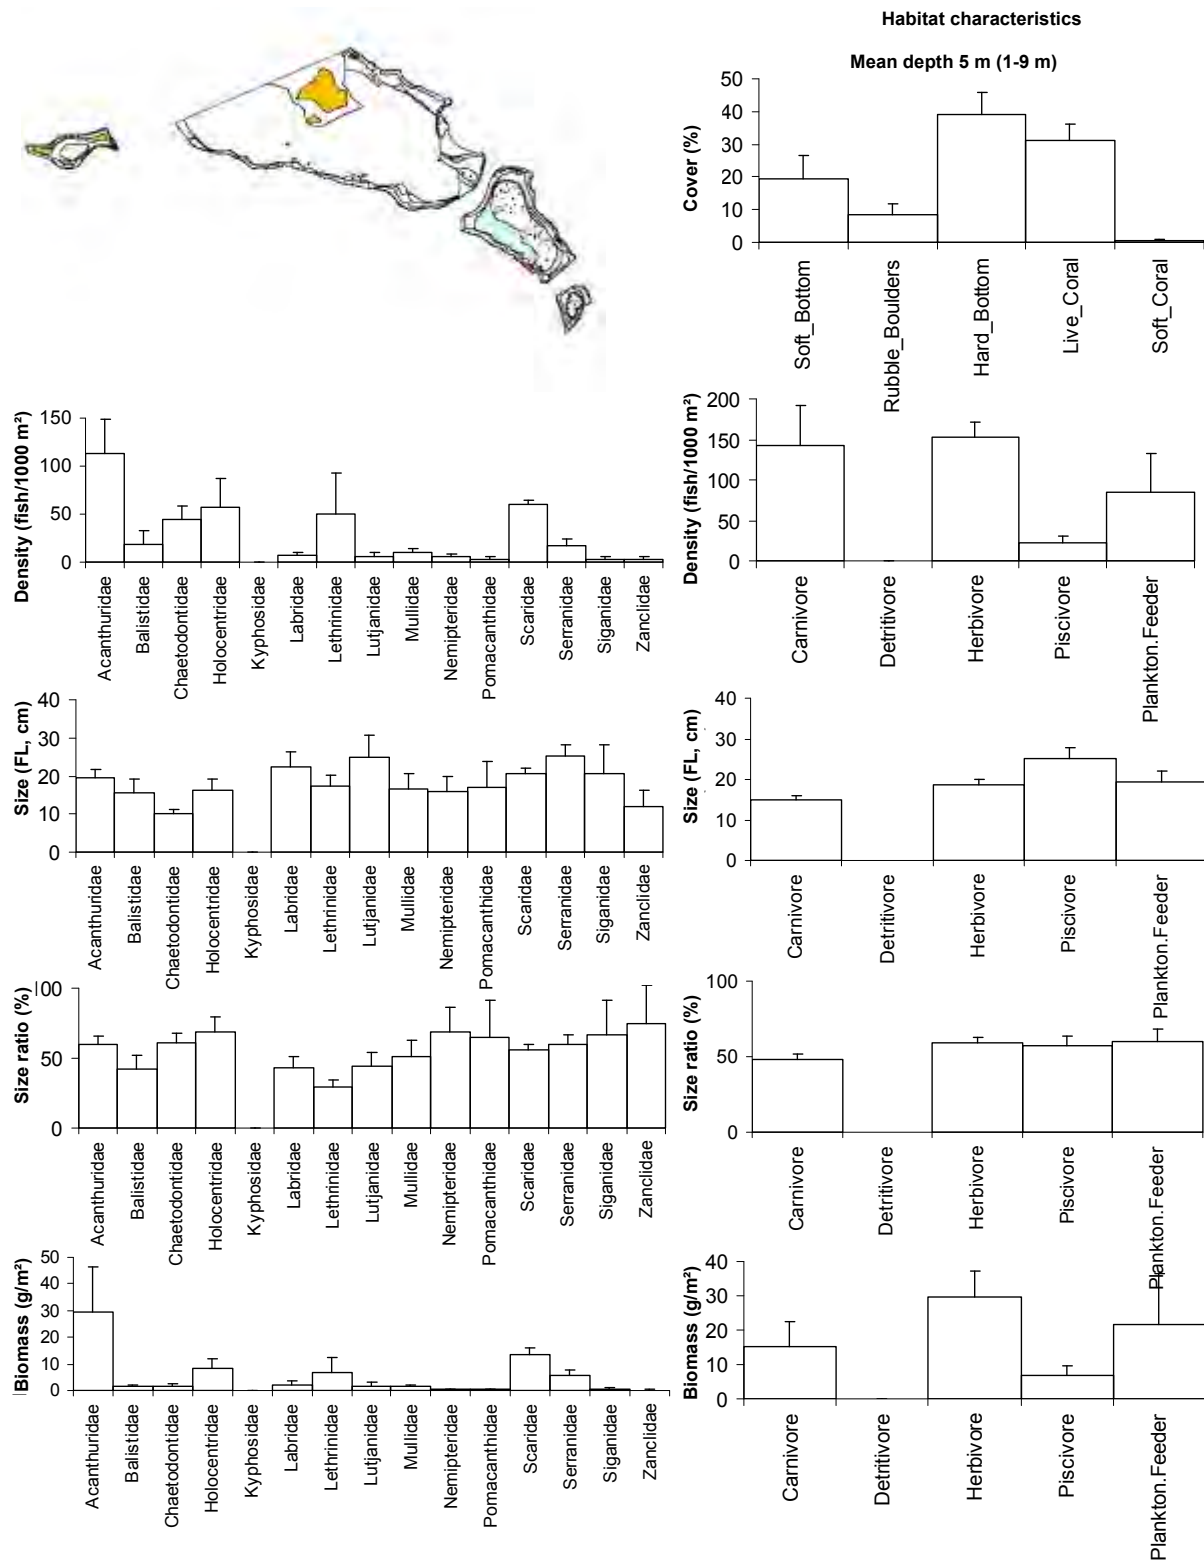 Habitat characteristics
Mean depth 5 m (1-9 m)
Cover (%)
50
40
30
20
10
0
Soft_Bottom
Rubble_Boulders
Hard_Bottom
Live_Coral
Soft_Coral
Density (fish/1000 m²)
150
100
50
0
Acanthuridae
Balistidae
Chaetodontidae
Holocentridae
Kyphosidae
Labridae
Lethrinidae
Lutjanidae
Mullidae
Nemipteridae
Pomacanthidae
Scaridae
Serranidae
Siganidae
Zanclidae
Density (fish/1000 m²)
200
150
100
50
0
Carnivore
Detritivore
Herbivore
Piscivore
Plankton.Feeder
Size (FL, cm)
40
30
20
10
0
Acanthuridae
Balistidae
Chaetodontidae
Holocentridae
Kyphosidae
Labridae
Lethrinidae
Lutjanidae
Mullidae
Nemipteridae
Pomacanthidae
Scaridae
Serranidae
Siganidae
Zanclidae
Size (FL, cm)
40
30
20
10
0
Carnivore
Detritivore
Herbivore
Piscivore
Plankton.Feeder
Size ratio (%)
100
50
0
Acanthuridae
Balistidae
Chaetodontidae
Holocentridae
Kyphosidae
Labridae
Lethrinidae
Lutjanidae
Mullidae
Nemipteridae
Pomacanthidae
Scaridae
Serranidae
Siganidae
Zanclidae
Size ratio (%)
100
50
0
Carnivore
Detritivore
Herbivore
Piscivore
Plankton.Feeder
Biomass (g/m²)
50
40
30
20
10
0
Acanthuridae
Balistidae
Chaetodontidae
Holocentridae
Kyphosidae
Labridae
Lethrinidae
Lutjanidae
Mullidae
Nemipteridae
Pomacanthidae
Scaridae
Serranidae
Siganidae
Zanclidae
Biomass (g/m²)
40
30
20
10
0
Carnivore
Detritivore
Herbivore
Piscivore
Plankton.Feeder